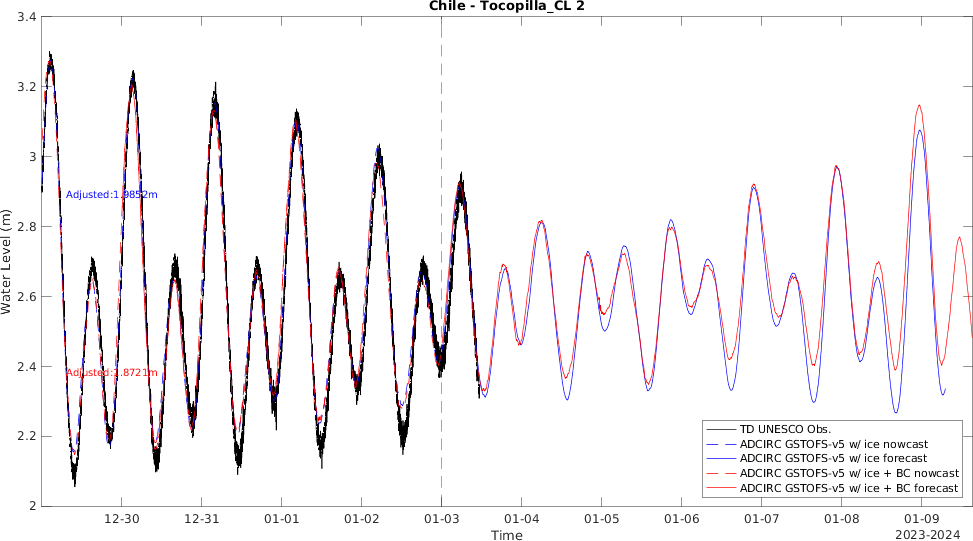 Chile - Tocopilla_CL 2
3.4
3.2
3
2.8
2.6
2.4
2.2
2
Water Level (m)
Adjusted:1.9852m
Adjusted:1.8721m
TD UNESCO Obs.
ADCIRC GSTOFS-v5 w/ ice nowcast
ADCIRC GSTOFS-v5 w/ ice forecast
ADCIRC GSTOFS-v5 w/ ice + BC nowcast
ADCIRC GSTOFS-v5 w/ ice + BC forecast
12-30 12-31 01-01 01-02 01-03 01-04 01-05 01-06 01-07 01-08 01-09
Time
2023-2024